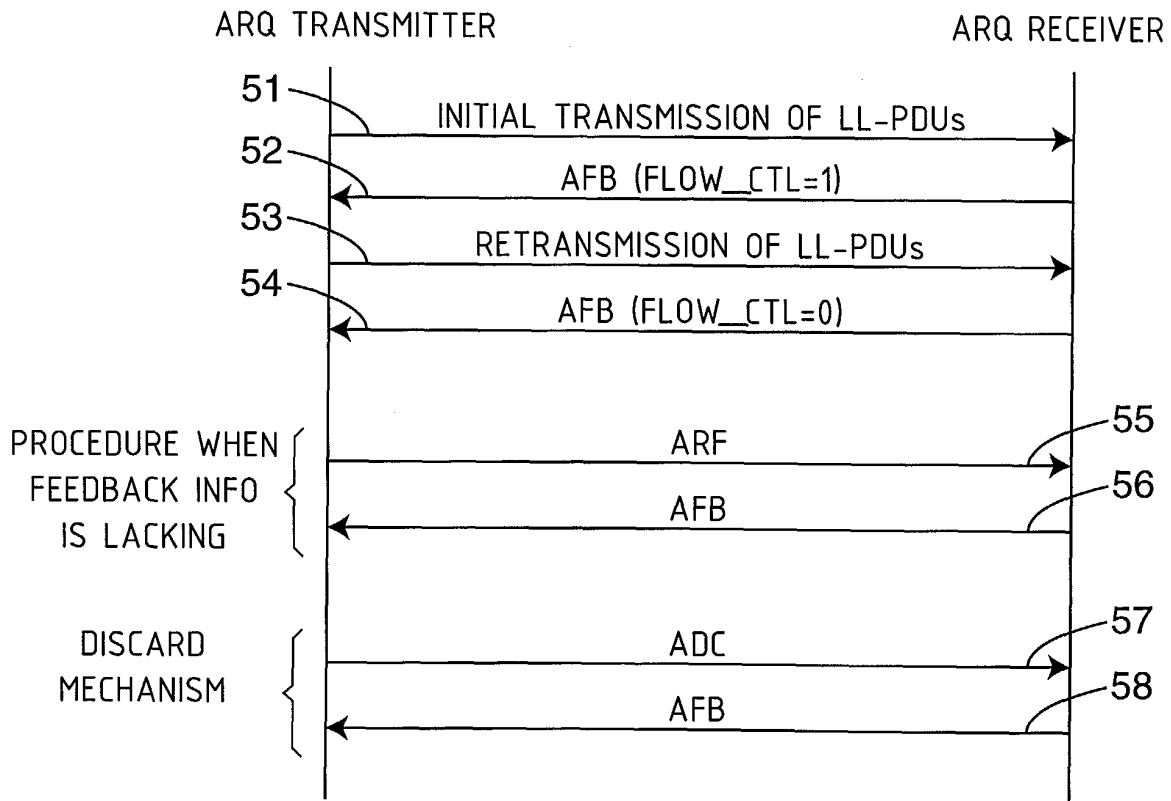 ARQ TRANSMITTER
ARQ RECEIVER
51
INITIAL TRANSMISSION OF LL-PDUs
52
AFB (FLOW_CTL=1)
53
RETRANSMISSION OF LL-PDUs
54
AFB (FLOW_CTL=0)
PROCEDURE WHEN
FEEDBACK INFO
IS LACKING
ARF
55
AFB
56
DISCARD
MECHANISM
ADC
57
AFB
58